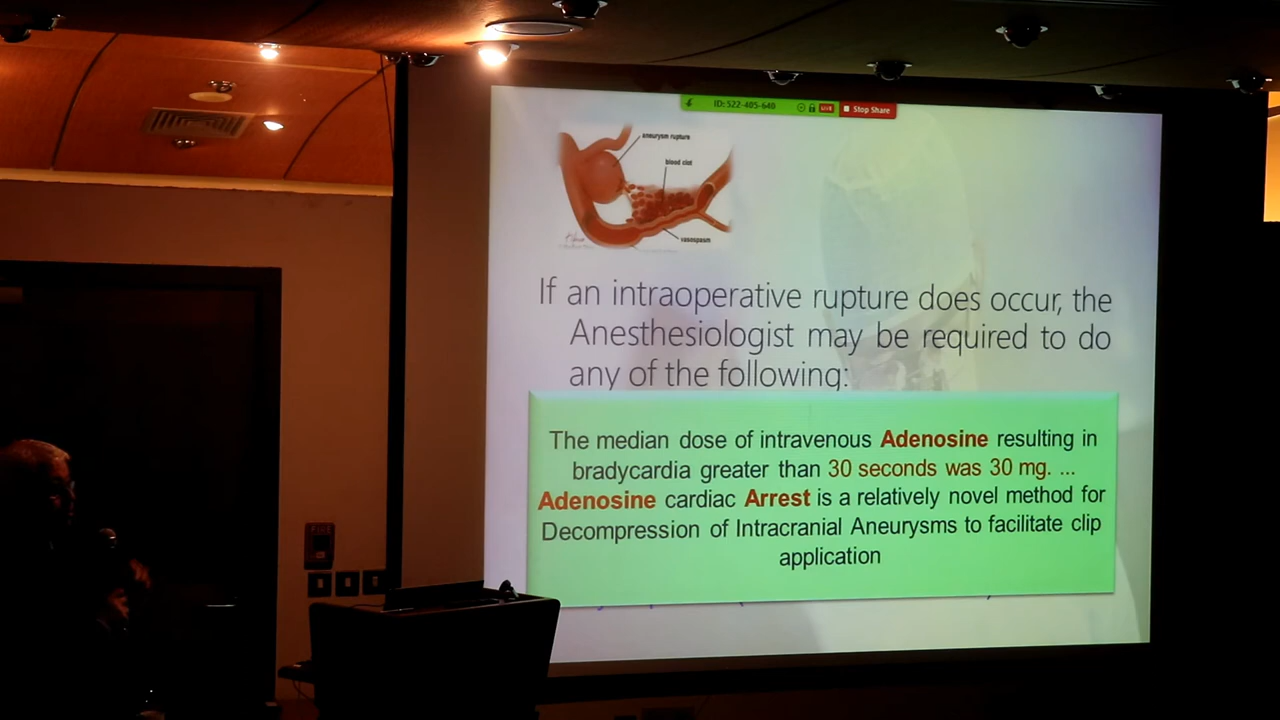 ID: 522-405-640 LIVE Stop Share
aneurysm rupture
blood clot
vasospasm
If an intraoperative rupture does occur, the
Anesthesiologist may be required to do
any of the following:
The median dose of intravenous Adenosine resulting in
bradycardia greater than 30 seconds was 30 mg. ...
Adenosine cardiac Arrest is a relatively novel method for
Decompression of Intracranial Aneurysms to facilitate clip
application